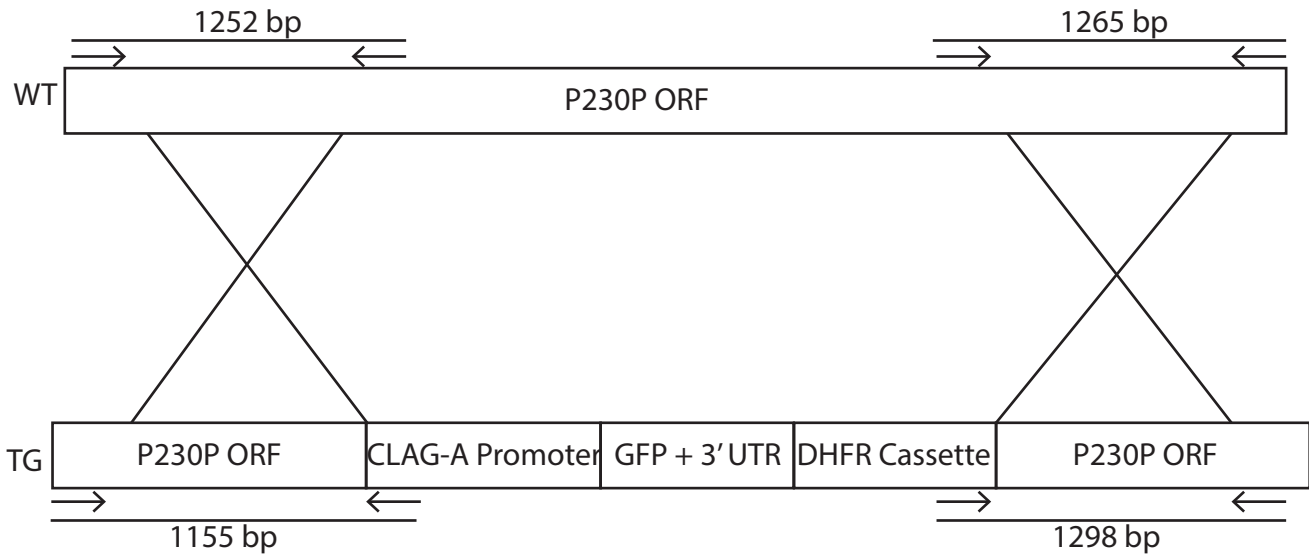 1252 bp
1265 bp
WT
P230P ORF
TG
P230P ORF
CLAG-A Promoter
GFP + 3' UTR
DHFR Cassette
P230P ORF
1155 bp
1298 bp